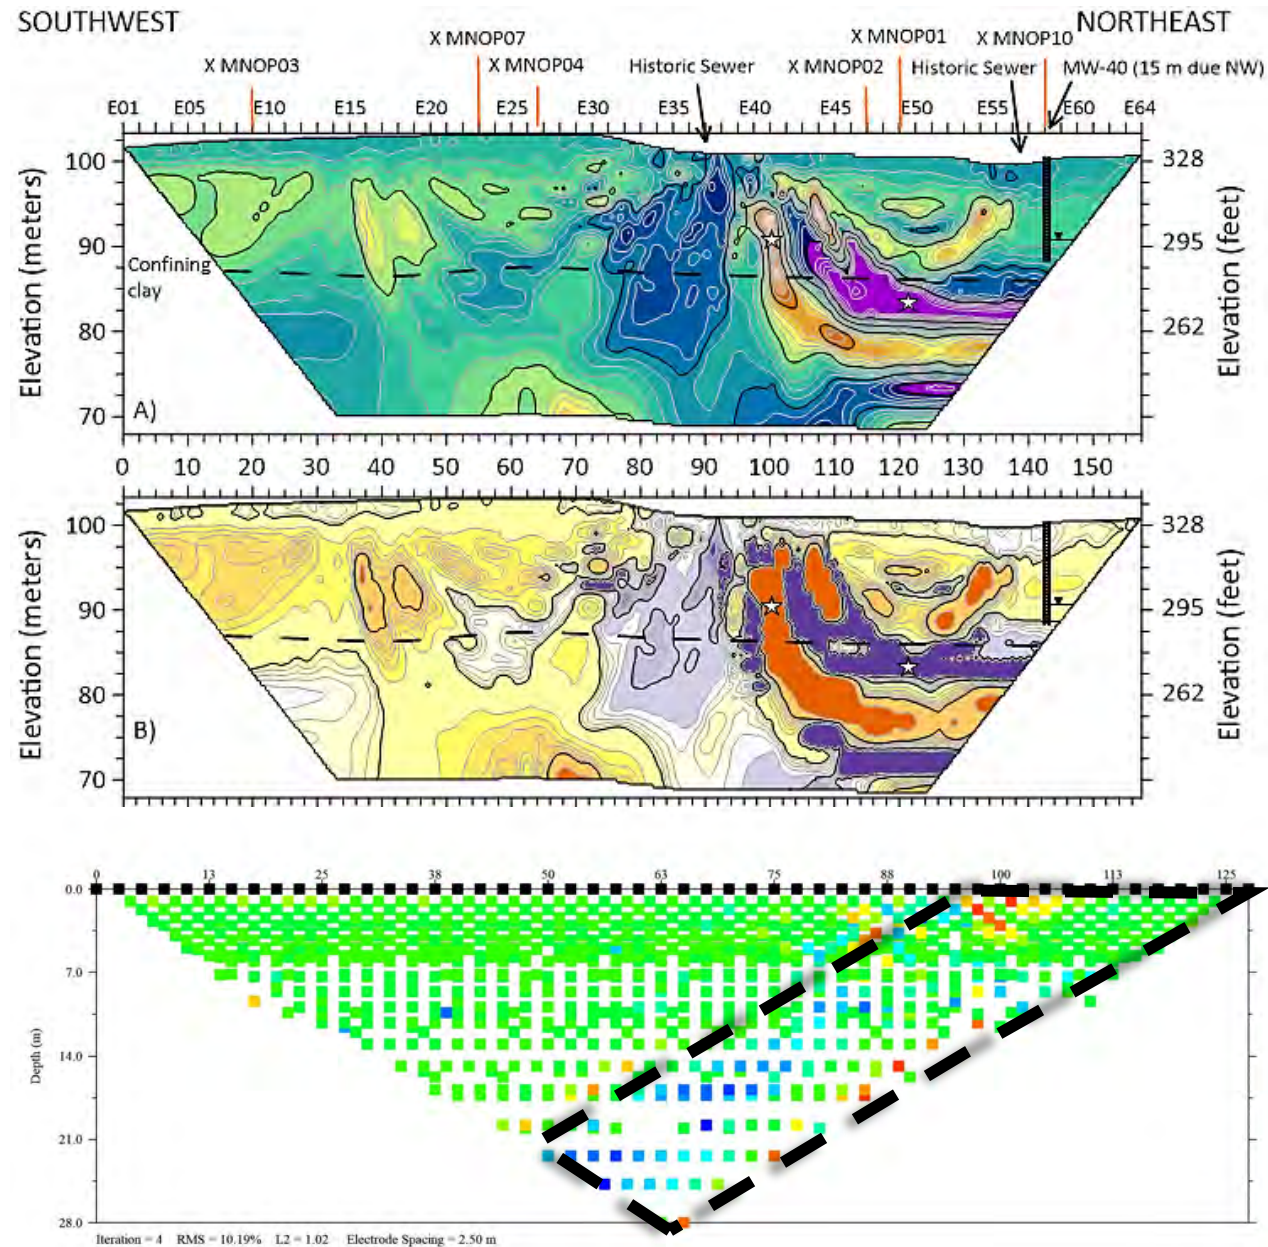 SOUTHWEST NORTHEAST
X MNOP07 X MNOP01 X MNOP10
X MNOP03 X MNOP04 Historic Sewer X MNOP02 Historic Sewer MW-40 (15 m due NW)
E01 E05 E10 E15 E20 E25 E30 E35 E40 E45 E50 E55 E60 E64
Elevation (meters)
100
90
80
70
Confining
clay
A)
328
295
262
Elevation (feet)
0 10 20 30 40 50 60 70 80 90 100 110 120 130 140 150
Elevation (meters)
100
90
80
70
B)
328
295
262
Elevation (feet)
0 13 25 38 50 63 75 88 100 113 125
0.0
7.0
14.0
21.0
28.0
Depth (m)
Iteration = 4 RMS = 10.19% L2 = 1.02 Electrode Spacing = 2.50 m